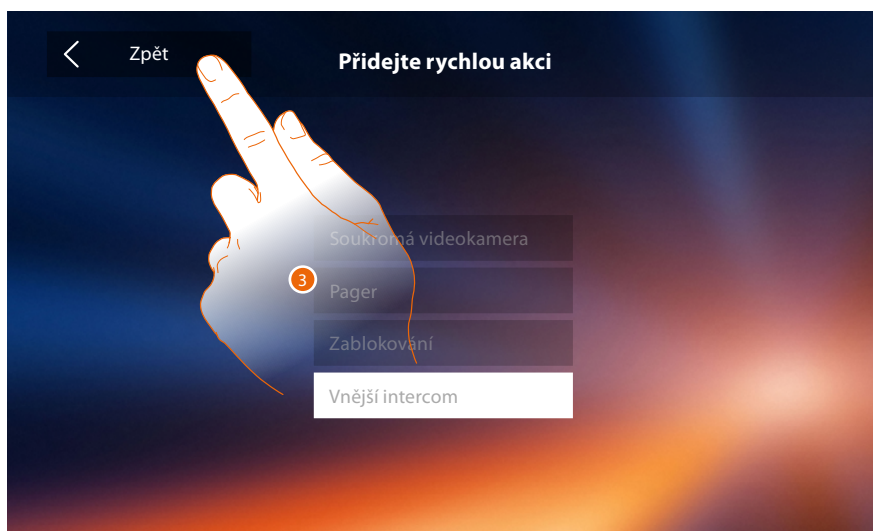 Zpět
Přidejte rychlou akci
Soukromá videokamera
3
Pager
Zablokování
Vnější intercom